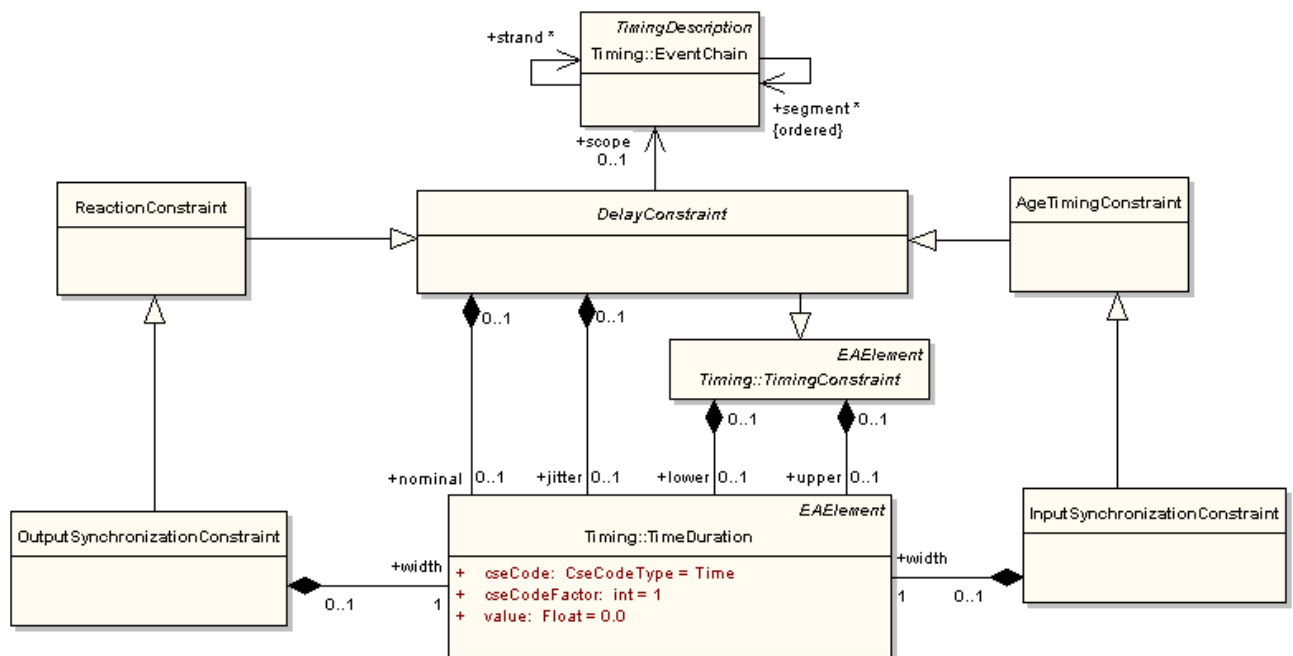 TimingDescription
Timing::EventChain
+strand *
+segment *
{ordered}
+scope
0..1
ReactionConstraint
DelayConstraint
AgeTimingConstraint
0..1
0..1
EAElement
Timing::TimingConstraint
0..1
0..1
+nominal 0..1
+jitter 0..1
+lower 0..1
+upper 0..1
OutputSynchronizationConstraint
EAElement
Timing::TimeDuration
InputSynchronizationConstraint
+width
0..1
1
+ cseCode: CseCodeType = Time
+ cseCodeFactor: int = 1
+ value: Float = 0.0
+width
1
0..1